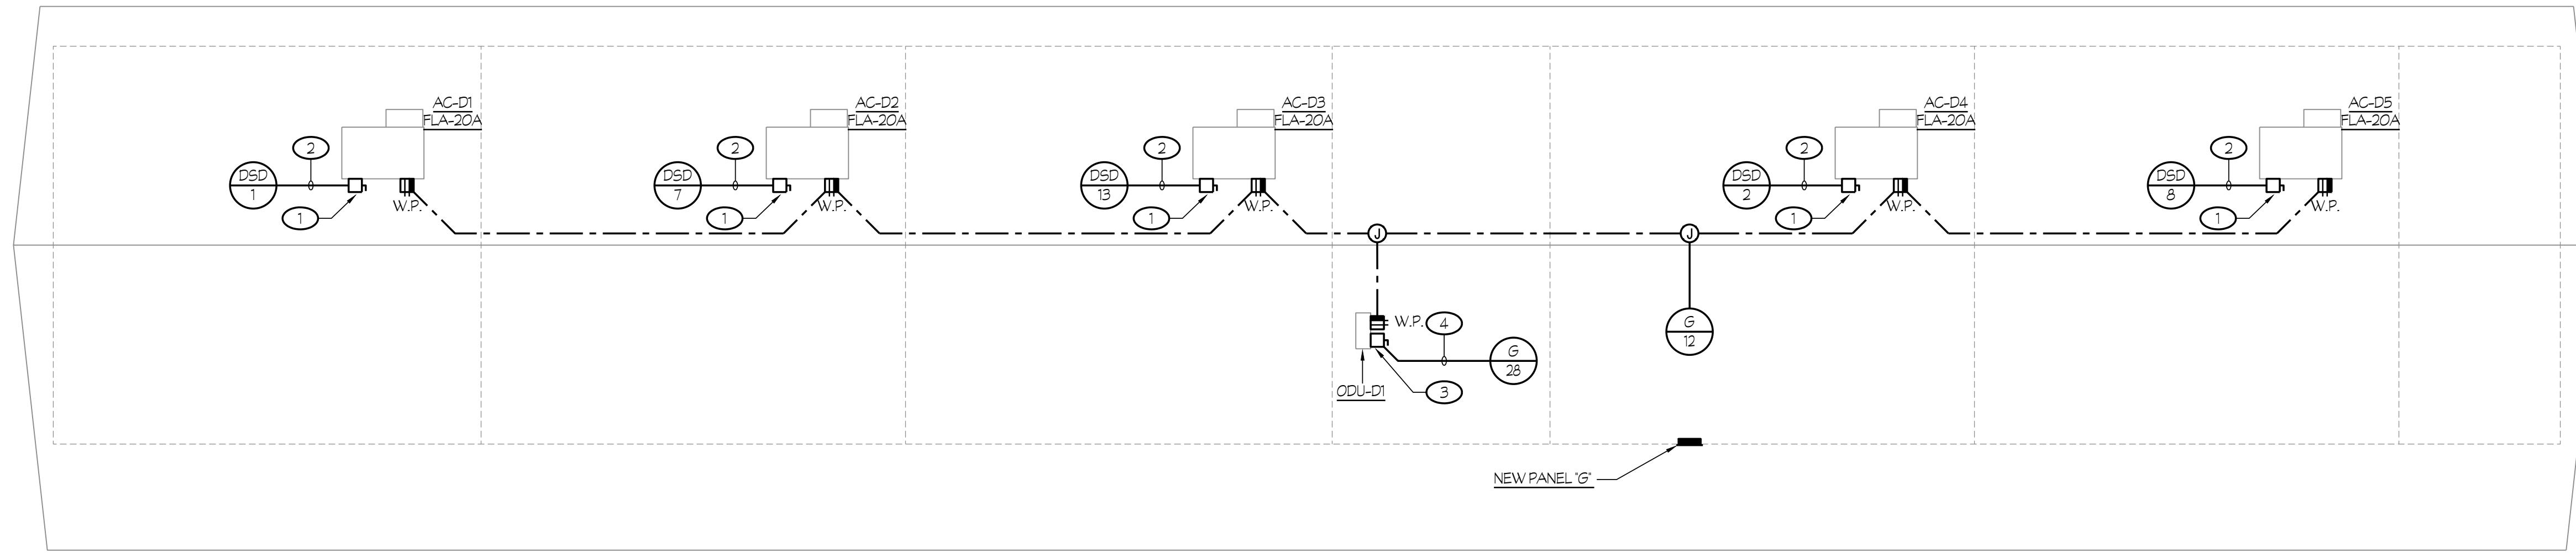 AC-D1
FLA-20A
2
DSD
1
1
W.P.
AC-D2
FLA-20A
2
DSD
7
1
W.P.
AC-D3
FLA-20A
2
DSD
13
1
W.P.
AC-D4
FLA-20A
2
DSD
2
1
W.P.
AC-D5
FLA-20A
2
DSD
8
1
W.P.
J
J
W.P.
4
G
28
3
ODU-D1
G
12
NEW PANEL "G"